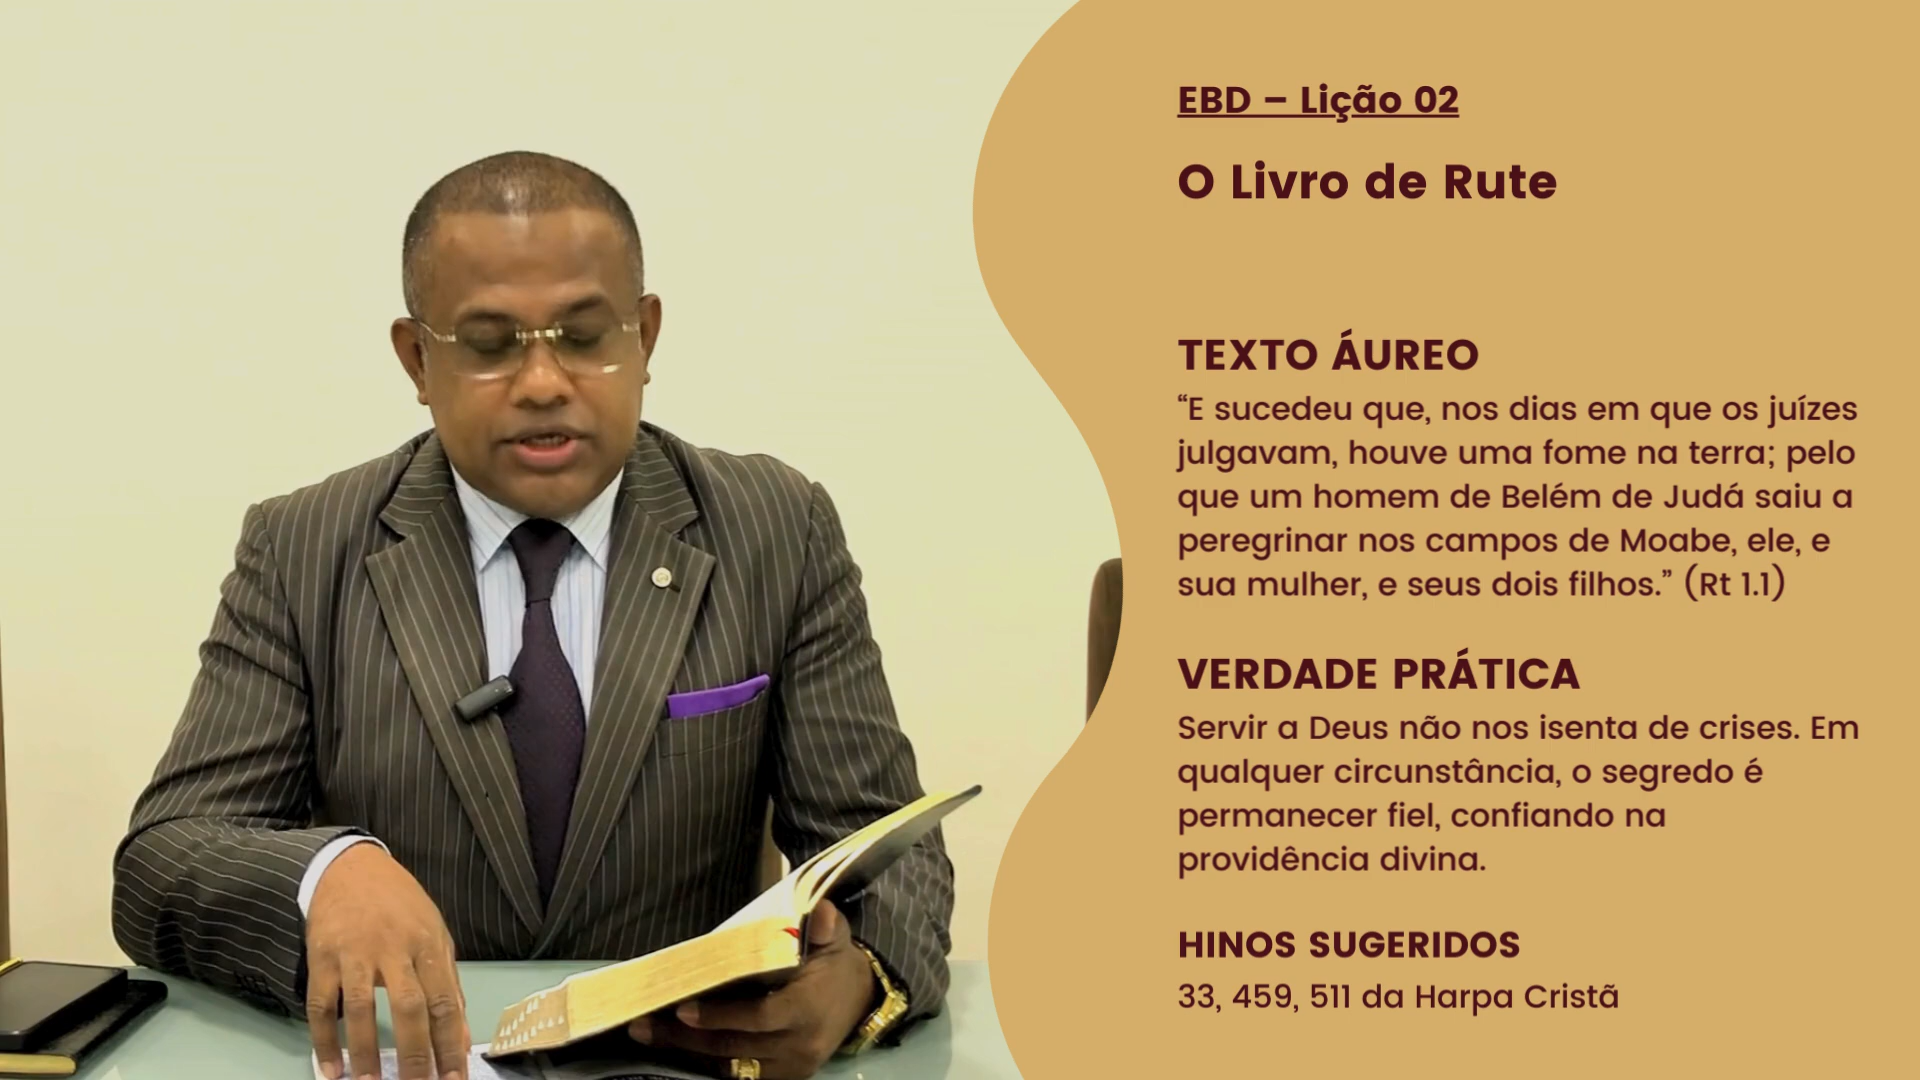 EBD – Lição 02
O Livro de Rute
TEXTO ÁUREO
“E sucedeu que, nos dias em que os juízes
julgavam, houve uma fome na terra; pelo
que um homem de Belém de Judá saiu a
peregrinar nos campos de Moabe, ele, e
sua mulher, e seus dois filhos.” (Rt 1.1)
VERDADE PRÁTICA
Servir a Deus não nos isenta de crises. Em
qualquer circunstância, o segredo é
permanecer fiel, confiando na
providência divina.
HINOS SUGERIDOS
33, 459, 511 da Harpa Cristã